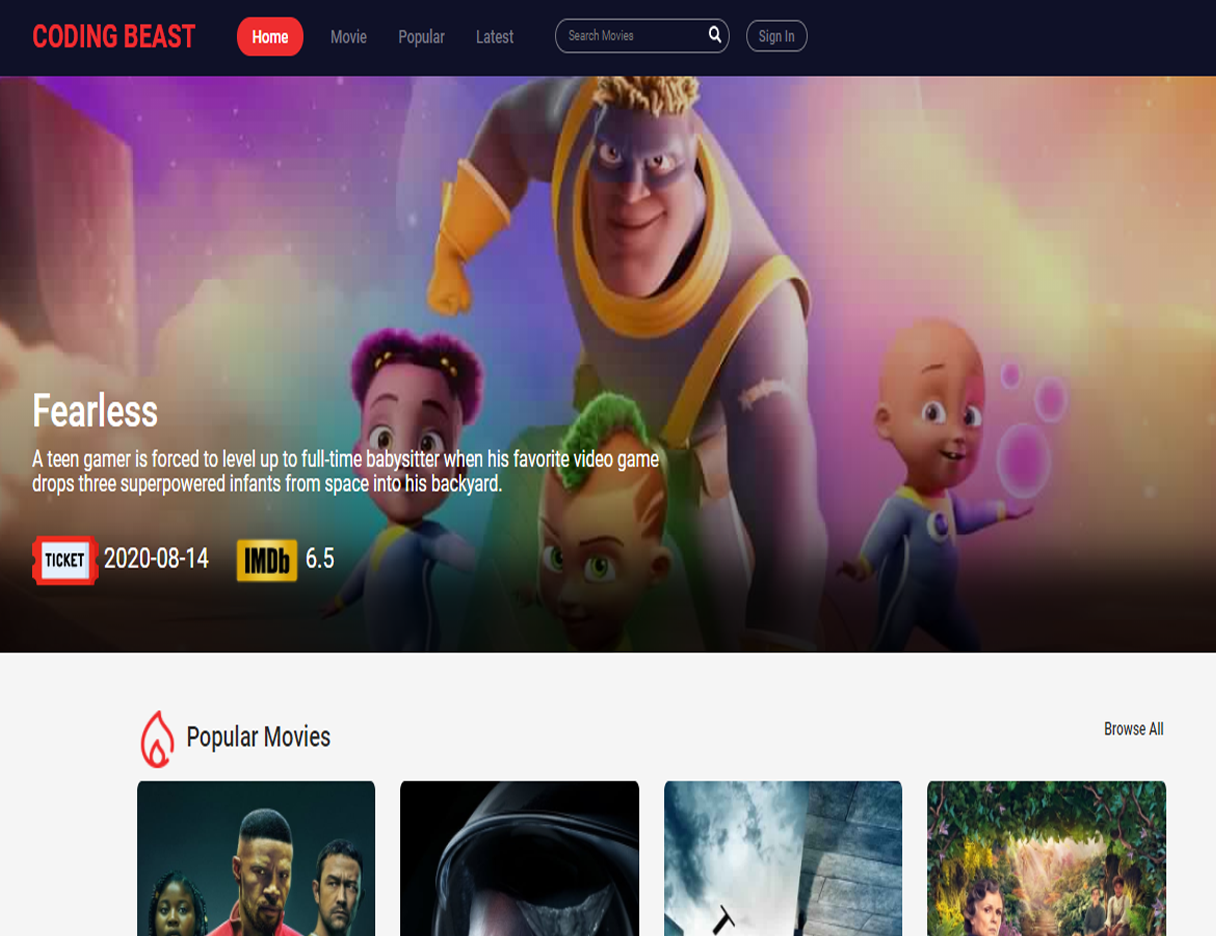 CODING BEAST
Home
Movie
Popular
Latest
Search Movies
Sign In
Fearless
A teen gamer is forced to level up to full-time babysitter when his favorite video game
drops three superpowered infants from space into his backyard.
TICKET 2020-08-14 IMDb 6.5
Popular Movies
Browse All